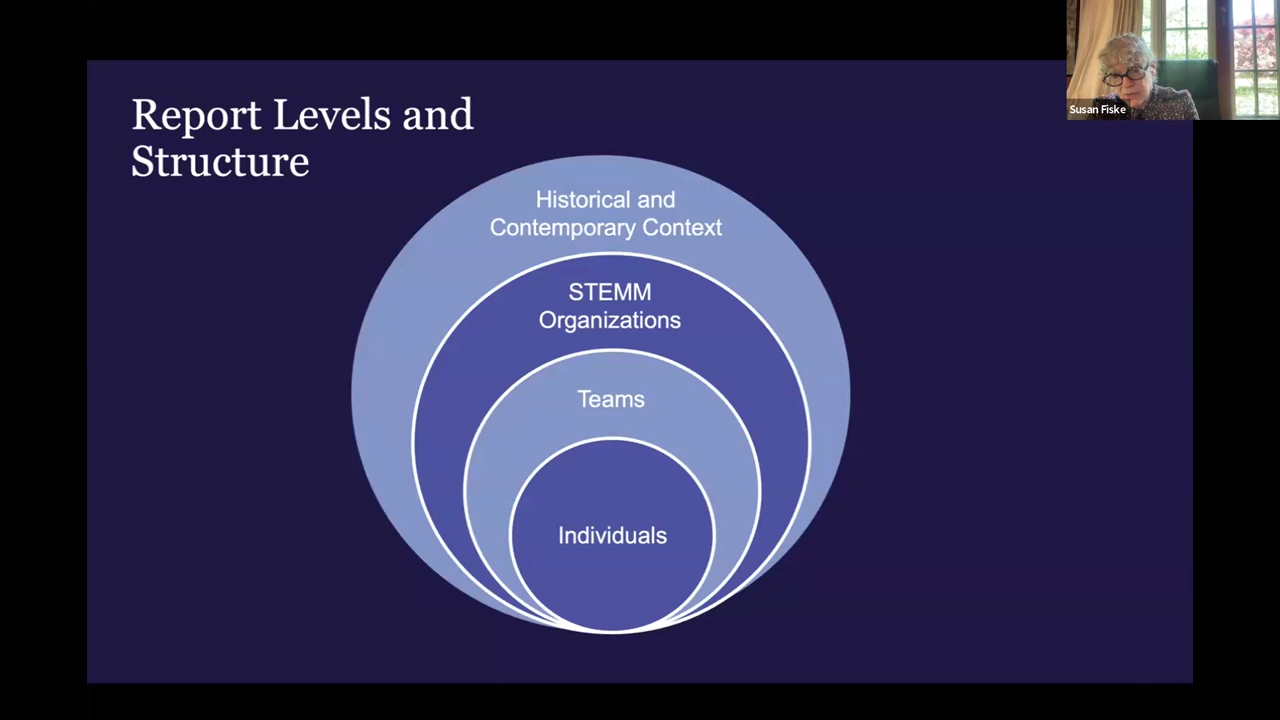 Report Levels and
Structure
Susan Fiske
Historical and
Contemporary Context
STEMM
Organizations
Teams
Individuals